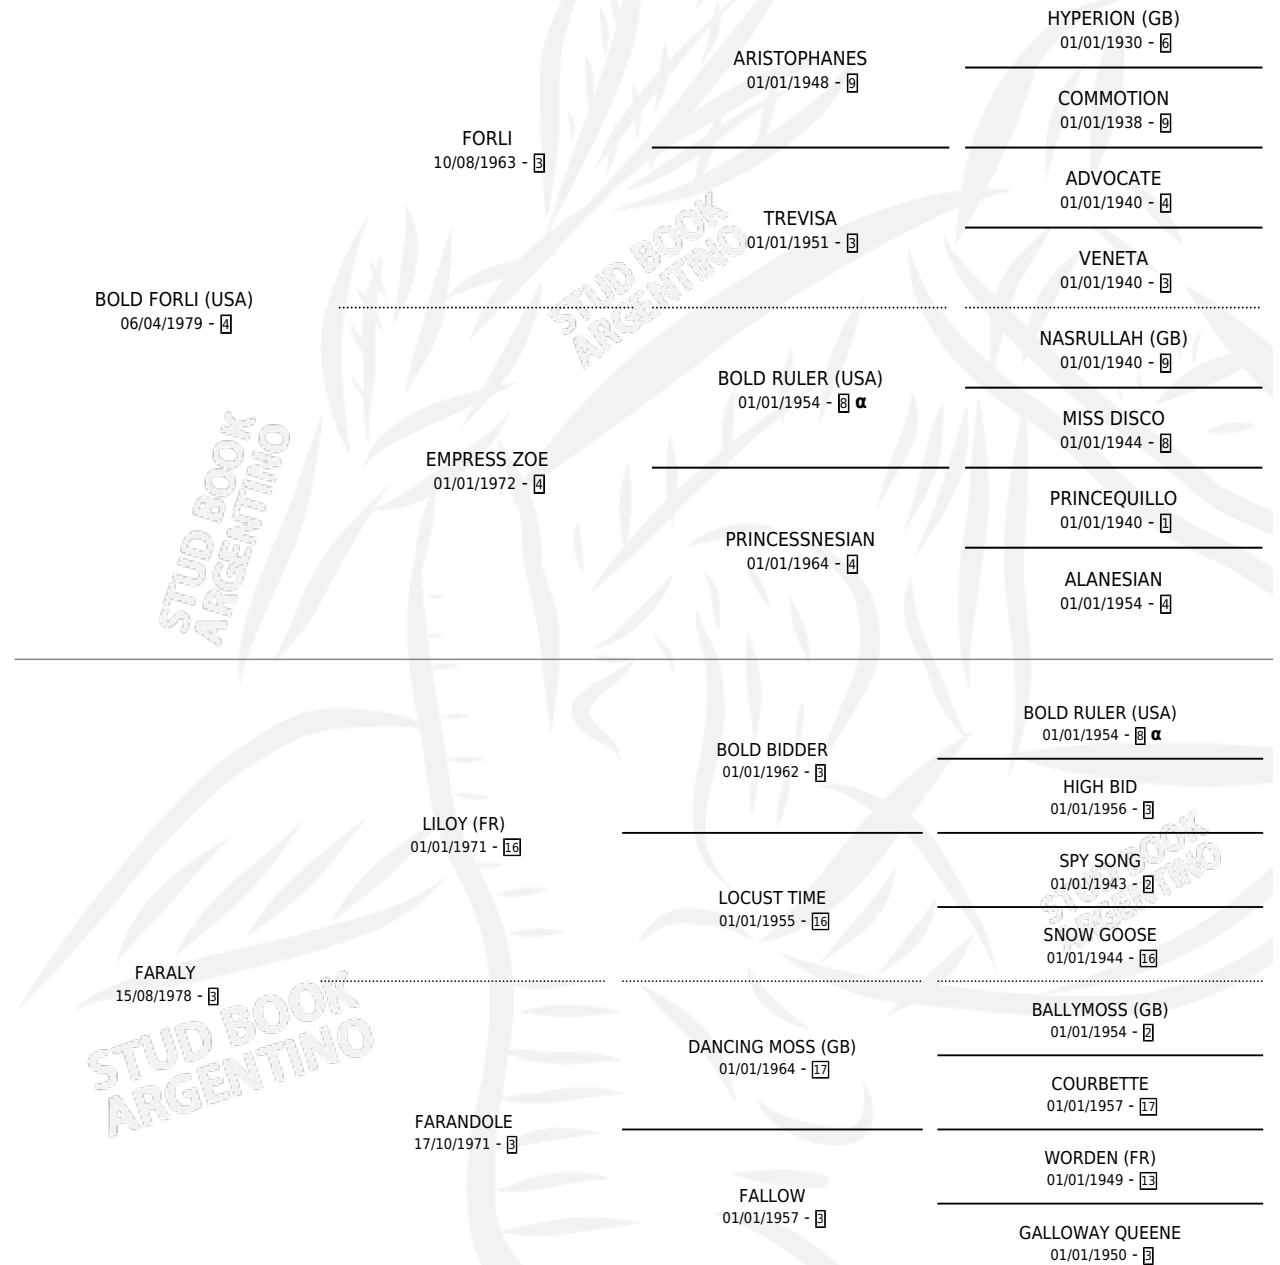 HYPERION (GB)
01/01/1930 - 6
ARISTOPHANES
01/01/1948 - 9
COMMOTION
01/01/1938 - 9
FORLI
10/08/1963 - 3
ADVOCATE
01/01/1940 - 4
TREVISA
01/01/1951 - 3
VENETA
01/01/1940 - 3
BOLD FORLI (USA)
06/04/1979 - 4
NASRULLAH (GB)
01/01/1940 - 9
BOLD RULER (USA)
01/01/1954 - 8 α
MISS DISCO
01/01/1944 - 8
EMPRESS ZOE
01/01/1972 - 4
PRINCEQUILLO
01/01/1940 - 1
PRINCESSNESIAN
01/01/1964 - 4
ALANESIAN
01/01/1954 - 4
BOLD RULER (USA)
01/01/1954 - 8 α
BOLD BIDDER
01/01/1962 - 3
HIGH BID
01/01/1956 - 3
LILOY (FR)
01/01/1971 - 16
SPY SONG
01/01/1943 - 2
LOCUST TIME
01/01/1955 - 16
SNOW GOOSE
01/01/1944 - 16
FARALY
15/08/1978 - 3
BALLYMOSS (GB)
01/01/1954 - 2
DANCING MOSS (GB)
01/01/1964 - 17
COURBETTE
01/01/1957 - 17
FARANDOLE
17/10/1971 - 3
WORDEN (FR)
01/01/1949 - 13
FALLOW
01/01/1957 - 3
GALLOWAY QUEENE
01/01/1950 - 3
STUD BOOK
ARGENTINO
STUD BOOK
ARGENTINO
STUD BOOK
ARGENTINO
STUD BOOK
ARGENTINO